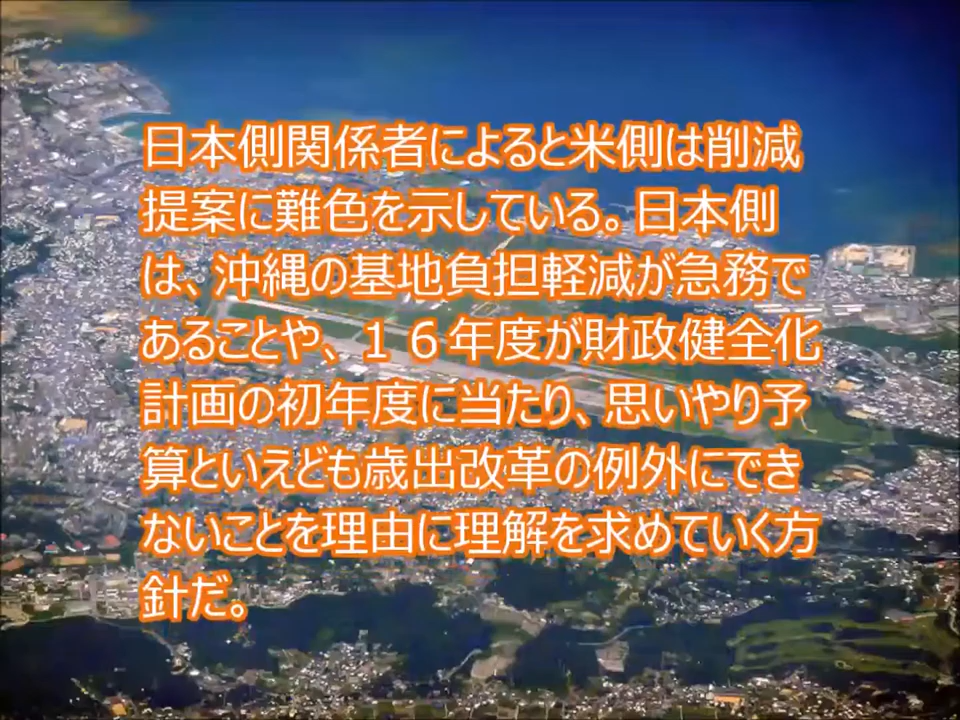 日本側関係者によると米側は削減
提案に難色を示している。日本側
は、沖縄の基地負担軽減が急務で
あることや、１６年度が財政健全化
計画の初年度に当たり、思いやり予
算といえども歳出改革の例外にでき
ないことを理由に理解を求めていく方
針だ。